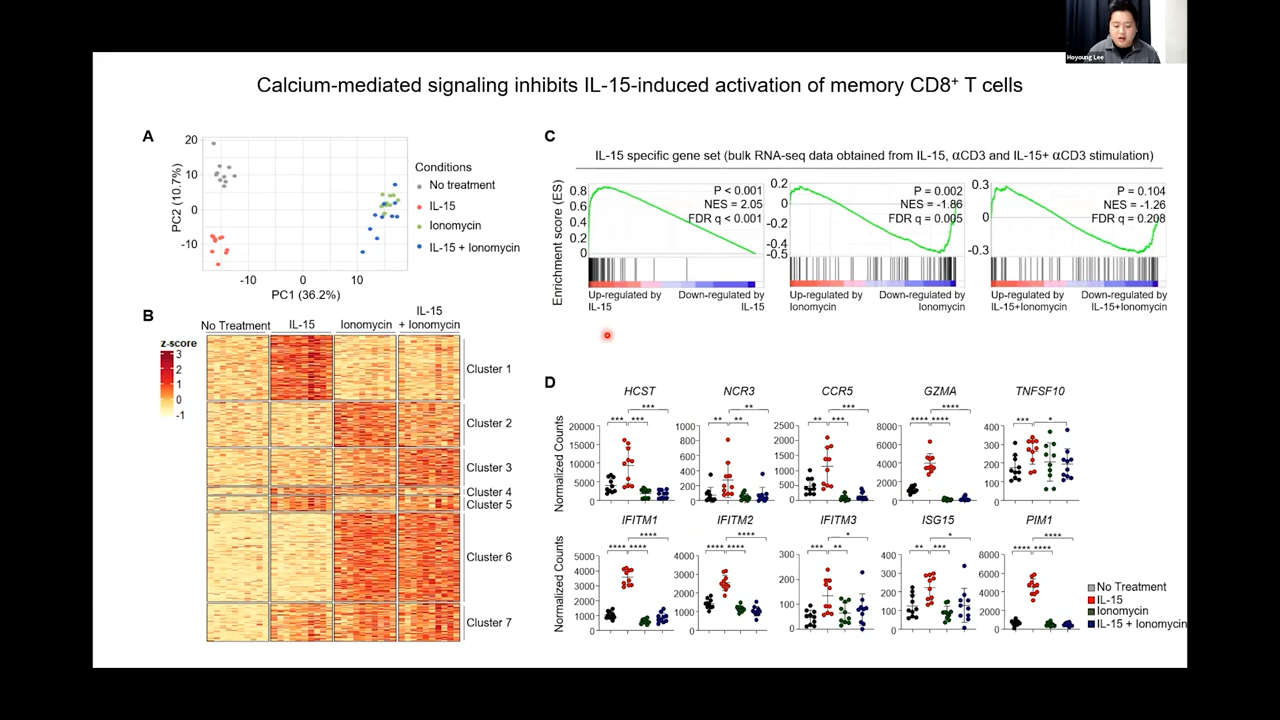 Hoyoung Lee
Calcium-mediated signaling inhibits IL-15-induced activation of memory CD8+ T cells
A
20
10
0
-10
PC2 (10.7%)
-10
0
10
PC1 (36.2%)
Conditions
No treatment
IL-15
Ionomycin
IL-15 + Ionomycin
B
No Treatment
IL-15
Ionomycin
IL-15
+ Ionomycin
z-score
3
2
1
0
-1
Cluster 1
Cluster 2
Cluster 3
Cluster 4
Cluster 5
Cluster 6
Cluster 7
C
IL-15 specific gene set (bulk RNA-seq data obtained from IL-15, αCD3 and IL-15+ αCD3 stimulation)
Enrichment score (ES)
0.8
0.6
0.4
0.2
0
P < 0.001
NES = 2.05
FDR q < 0.001
Up-regulated by
IL-15
Down-regulated by
IL-15
0.2
0
-0.2
-0.4
-0.5
P = 0.002
NES = -1.86
FDR q = 0.005
Up-regulated by
Ionomycin
Down-regulated by
Ionomycin
0.3
0
-0.3
P = 0.104
NES = -1.26
FDR q = 0.208
Up-regulated by
IL-15+Ionomycin
Down-regulated by
IL-15+Ionomycin
D
Normalized Counts
HCST
***
*** ***
20000
15000
10000
5000
0
NCR3
**
** **
1000
800
600
400
200
0
CCR5
***
** ***
2500
2000
1500
1000
500
0
GZMA
****
**** ****
8000
6000
4000
2000
0
TNFSF10
*** *
400
300
200
100
0
Normalized Counts
IFITM1
****
**** ****
5000
4000
3000
2000
1000
0
IFITM2
****
**** ****
4000
3000
2000
1000
0
IFITM3
*
*** **
300
200
100
0
ISG15
*
** ***
400
300
200
100
0
PIM1
****
**** ****
8000
6000
4000
2000
0
No Treatment
IL-15
Ionomycin
IL-15 + Ionomycin